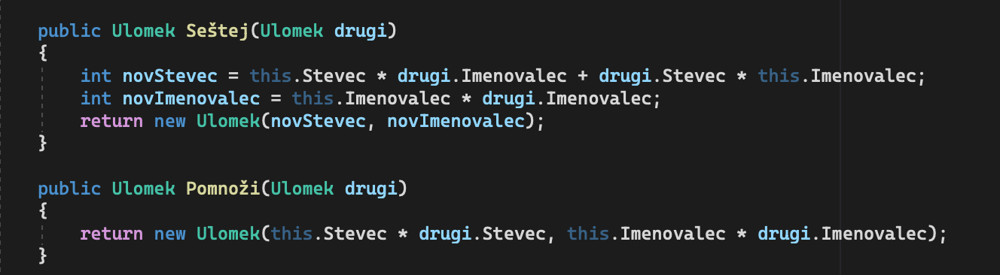 public Ulomek Seštej(Ulomek drugi)
{
int novStevec = this.Stevec * drugi.Imenovalec + drugi.Stevec * this.Imenovalec;
int novImenovalec = this.Imenovalec * drugi.Imenovalec;
return new Ulomek(novStevec, novImenovalec);
}
public Ulomek Pomnoži(Ulomek drugi)
{
return new Ulomek(this.Stevec * drugi.Stevec, this.Imenovalec * drugi.Imenovalec);
}